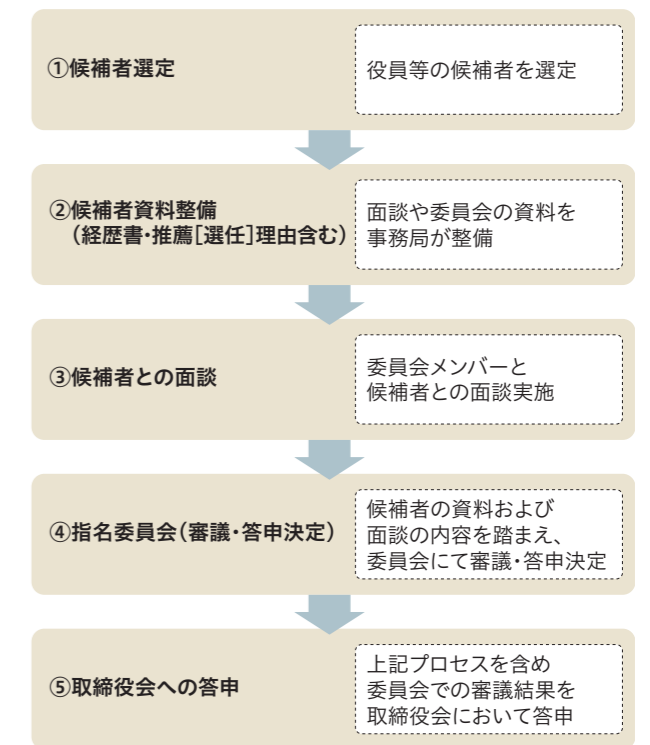 ①候補者選定
役員等の候補者を選定
②候補者資料整備
（経歴書・推薦［選任］理由含む）
面談や委員会の資料を
事務局が整備
③候補者との面談
委員会メンバーと
候補者との面談実施
④指名委員会（審議・答申決定）
候補者の資料および
面談の内容を踏まえ、
委員会にて審議・答申決定
⑤取締役会への答申
上記プロセスを含め
委員会での審議結果を
取締役会において答申